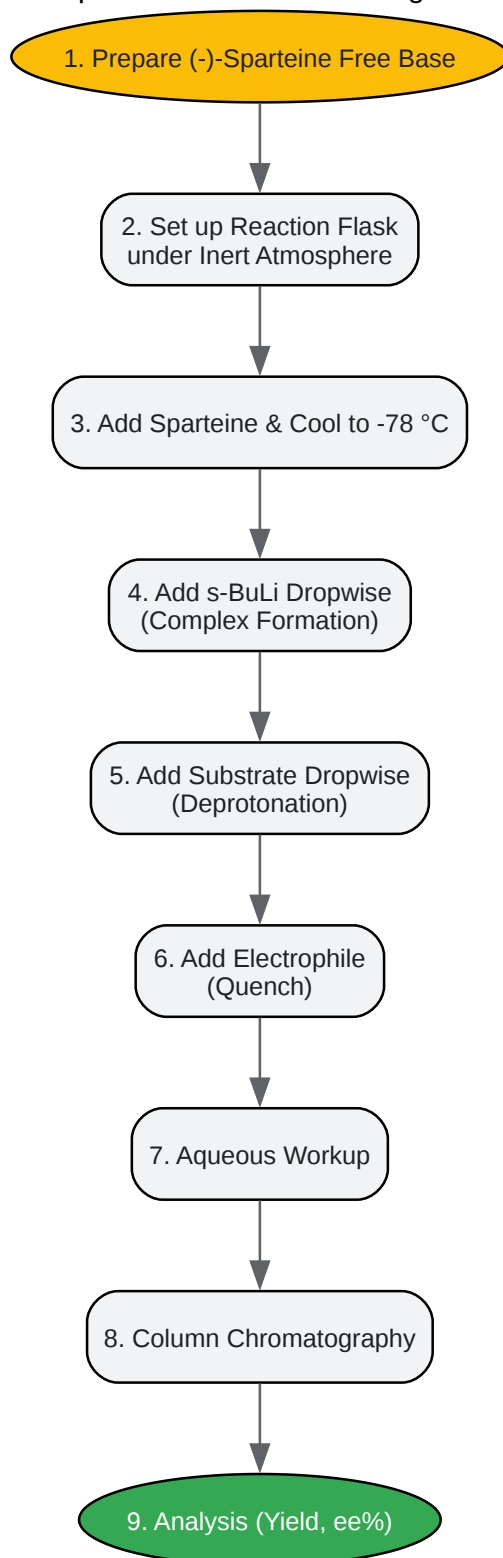 1. Prepare (-)-Sparteine Free Base
2. Set up Reaction Flask
under Inert Atmosphere
3. Add Sparteine & Cool to -78 °C
4. Add s-BuLi Dropwise
(Complex Formation)
5. Add Substrate Dropwise
(Deprotonation)
6. Add Electrophile
(Quench)
7. Aqueous Workup
8. Column Chromatography
9. Analysis (Yield, ee%)